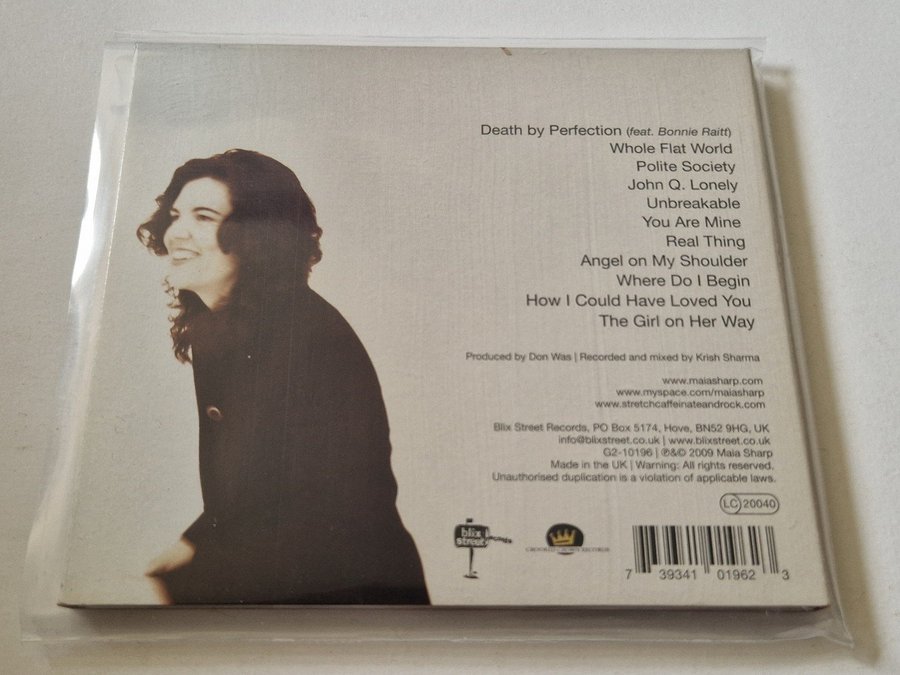 Death by Perfection (feat. Bonnie Raitt)
Whole Flat World
Polite Society
John Q. Lonely
Unbreakable
You Are Mine
Real Thing
Angel on My Shoulder
Where Do I Begin
How I Could Have Loved You
The Girl on Her Way
Produced by Don Was | Recorded and mixed by Krish Sharma
www.maiasharp.com
www.myspace.com/maiasharp
www.stretchcaffeinateandrock.com
Blix Street Records, PO Box 5174, Hove, BN52 9HG, UK
info@blixstreet.co.uk | www.blixstreet.co.uk
G2-10196 | ℗&© 2009 Maia Sharp
Made in the UK | Warning: All rights reserved.
Unauthorised duplication is a violation of applicable laws.
LC 20040
blix
street records
CROOKED CROWN RECORDS
7 39341 01962 3